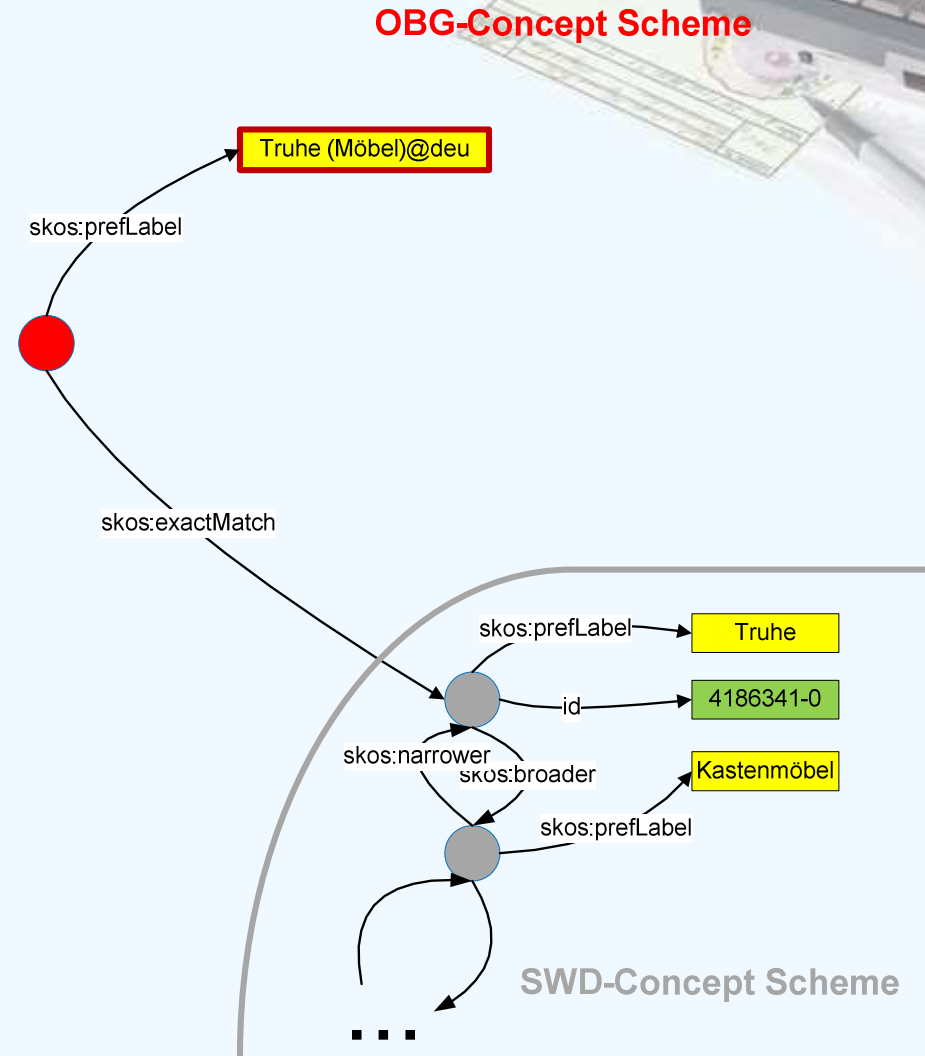 OBG-Concept Scheme
Truhe (Möbel)@deu
skos:prefLabel
skos:exactMatch
skos:prefLabel
Truhe
id
4186341-0
skos:narrower
skos:broader
Kastenmöbel
skos:prefLabel
SWD-Concept Scheme
...